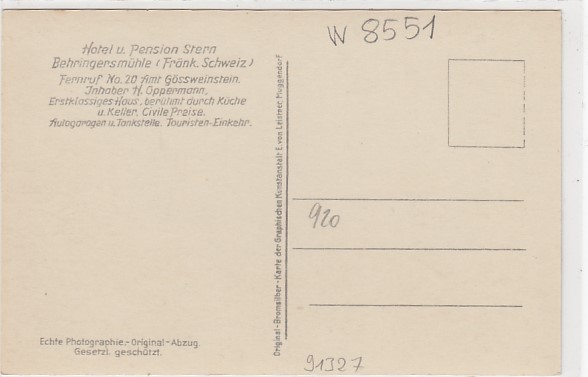 Hotel u. Pension Stern
Behringersmühle (Fränk. Schweiz)
Fernruf No. 20 Amt Gössweinstein.
Inhaber H. Oppermann.
Erstklassiges Haus, berühmt durch Küche
u. Keller. Civile Preise.
Autogaragen u. Tankstelle. Touristen-Einkehr.
Echte Photographie.-Original-Abzug.
Gesetzl. geschützt.
Original-Bromsilber-Karte der Graphischen Kunstanstalt E. von Leistner, Muggendorf
W 8551
920
91327